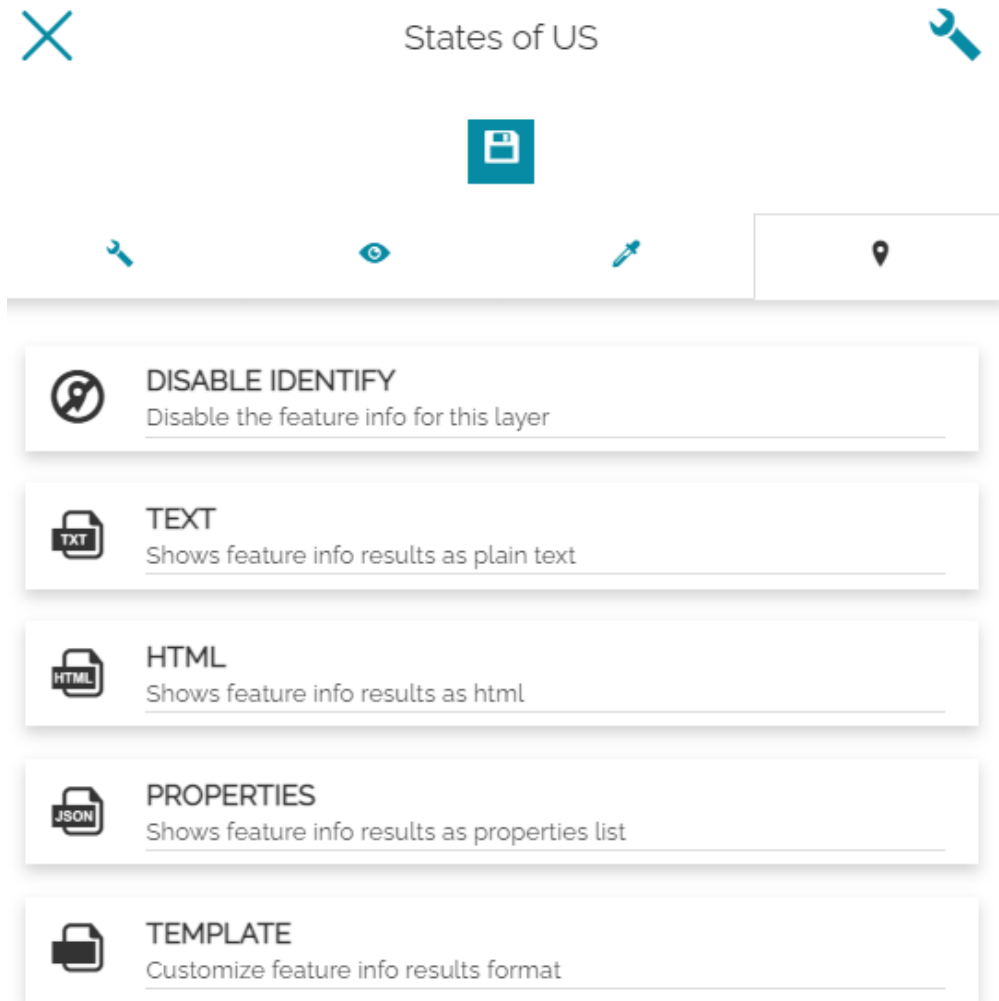 States of US
DISABLE IDENTIFY
Disable the feature info for this layer
TXT
TEXT
Shows feature info results as plain text
HTML
HTML
Shows feature info results as html
JSON
PROPERTIES
Shows feature info results as properties list
TEMPLATE
Customize feature info results format